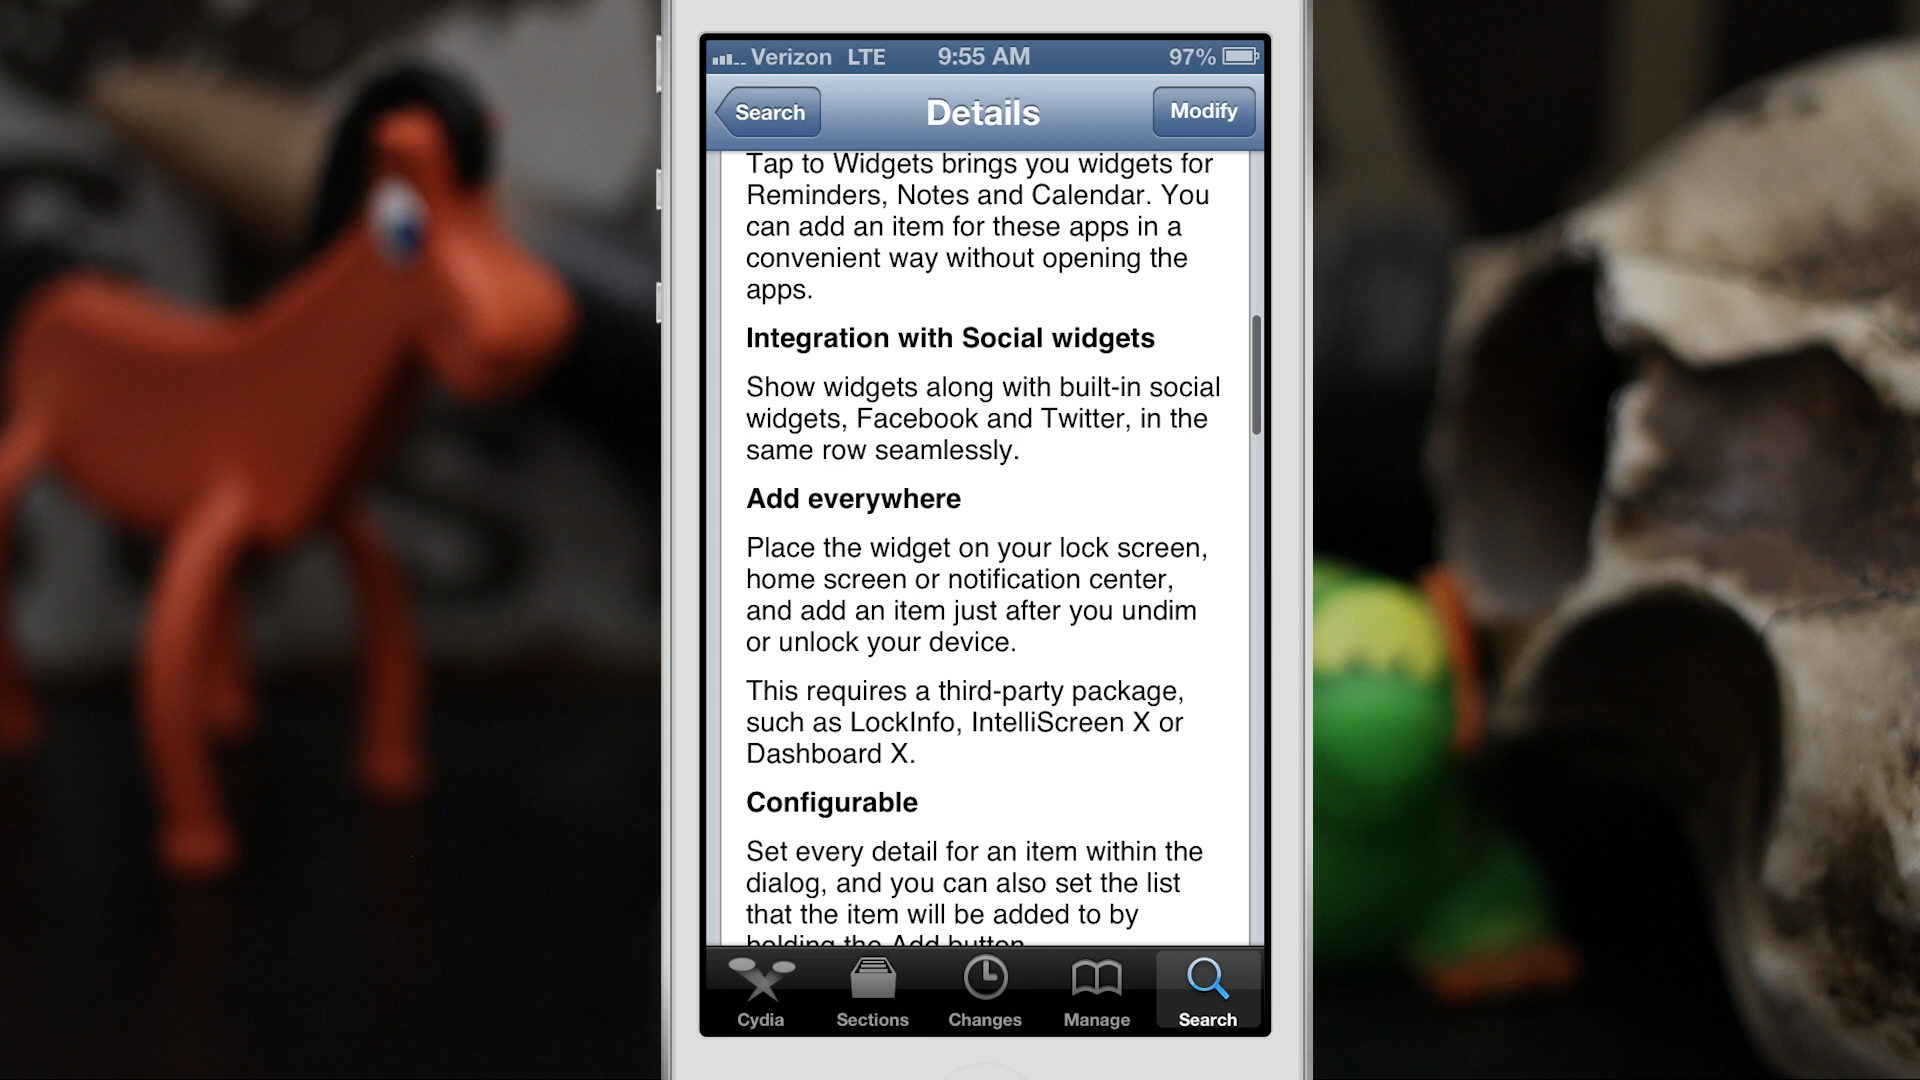 Verizon LTE 9:55 AM 97%
Search Details Modify
Tap to Widgets brings you widgets for
Reminders, Notes and Calendar. You
can add an item for these apps in a
convenient way without opening the
apps.
Integration with Social widgets
Show widgets along with built-in social
widgets, Facebook and Twitter, in the
same row seamlessly.
Add everywhere
Place the widget on your lock screen,
home screen or notification center,
and add an item just after you undim
or unlock your device.
This requires a third-party package,
such as LockInfo, IntelliScreen X or
Dashboard X.
Configurable
Set every detail for an item within the
dialog, and you can also set the list
that the item will be added to by
holding the Add button
Cydia Sections Changes Manage Search